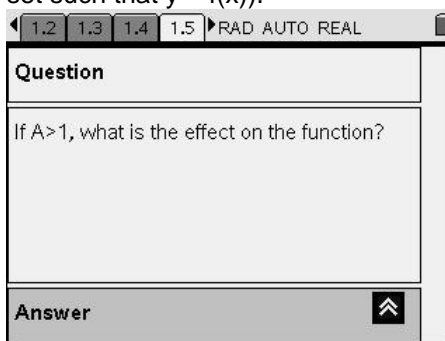 1.2 1.3 1.4 1.5 RAD AUTO REAL
Question
If A>1, what is the effect on the function?
Answer